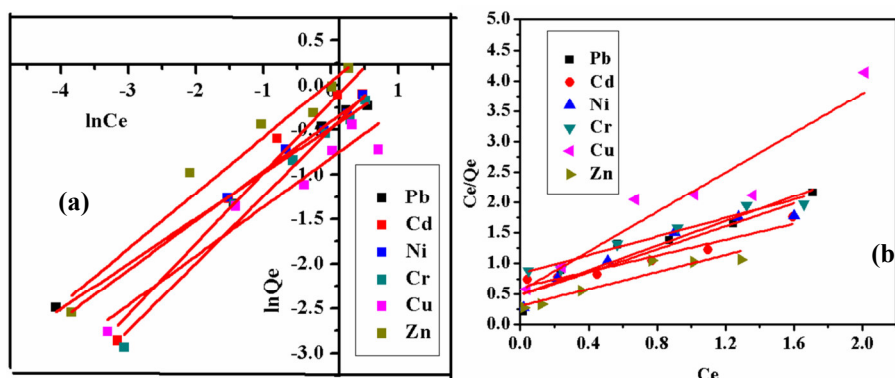 0.5
-4 -3 -2 -1 0.0 1
lnCe
-0.5
-1.0
-1.5
-2.0
-2.5
-3.0
lnQe
(a)
Pb
Cd
Ni
Cr
Cu
Zn
5.0
4.5
4.0
3.5
3.0
2.5
2.0
1.5
1.0
0.5
0.0
Ce/Qe
Pb
Cd
Ni
Cr
Cu
Zn
(b)
0.0 0.4 0.8 1.2 1.6 2.0 2.4
Ce